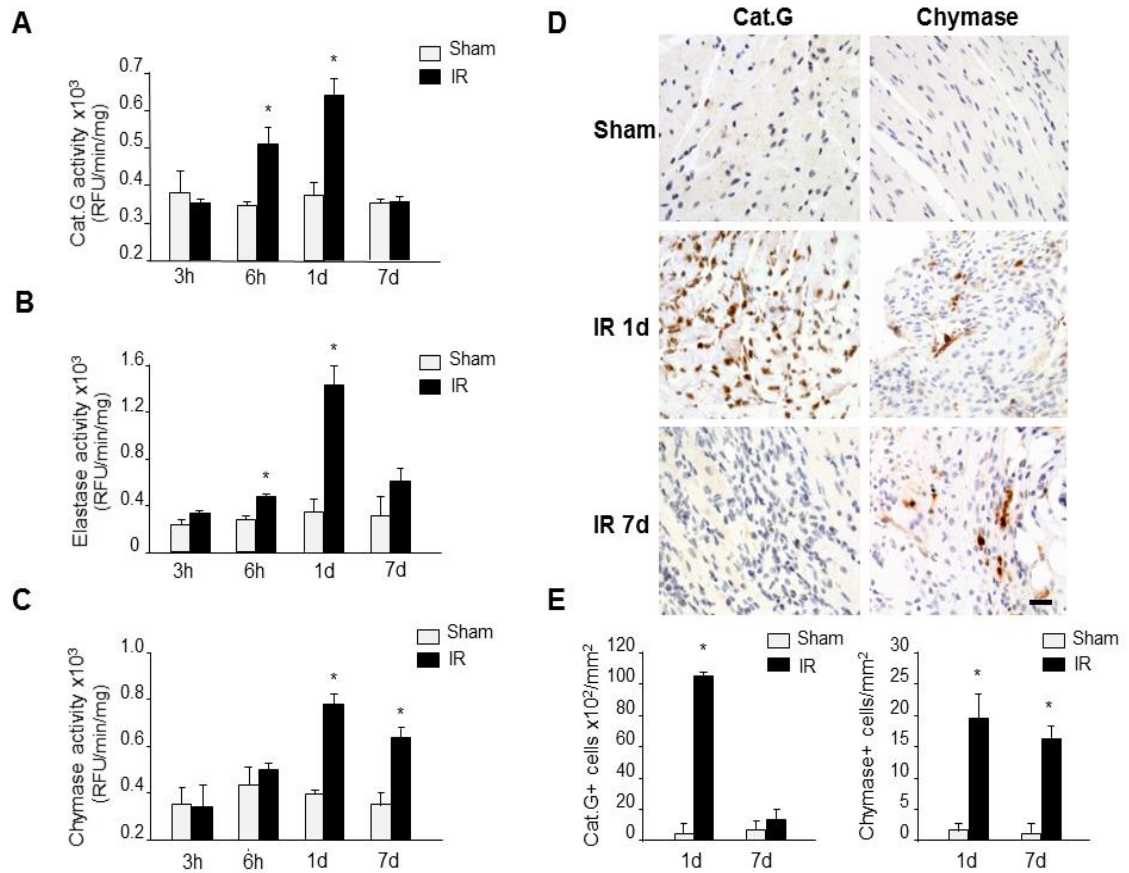 A
Sham
IR
Cat.G activity x10³
(RFU/min/mg)
0.7
0.6
0.5
0.4
0.3
0.2
*
*
3h 6h 1d 7d
B
Sham
IR
Elastase activity x10³
(RFU/min/mg)
1.6
1.2
0.8
0.4
0
*
*
3h 6h 1d 7d
C
Sham
IR
Chymase activity x10³
(RFU/min/mg)
1.0
0.8
0.6
0.4
0.2
*
*
3h 6h 1d 7d
D
Cat.G Chymase
Sham
IR 1d
IR 7d
E
Sham
IR
Cat.G+ cells x10²/mm²
120
100
80
60
40
20
0
*
1d 7d
Sham
IR
Chymase+ cells/mm²
30
25
20
15
10
5
0
*
*
1d 7d